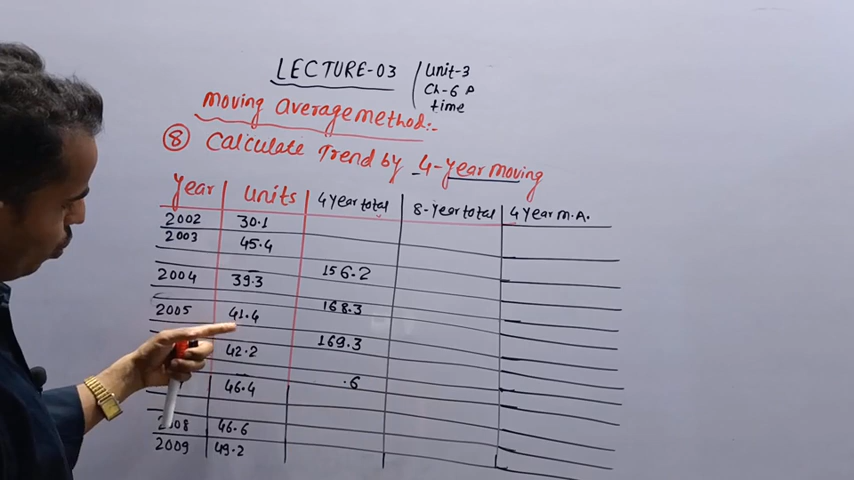 LECTURE-03
Unit-3
Ch-6 A
time
Moving Average method:-
⑧ Calculate Trend by 4-year moving
Year Units 4 Year total 8-Year total 4 Year M.A.
2002 30.1
2003 45.4
156.2
2004 39.3
168.3
2005 41.4
169.3
42.2
.6
46.4
2008 46.6
2009 49.2